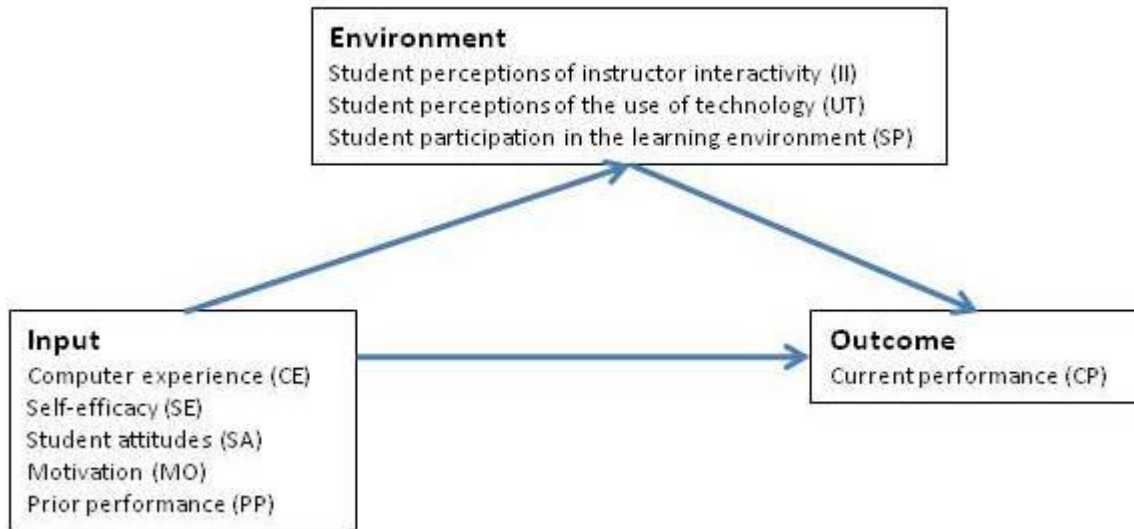 Environment
Student perceptions of instructor interactivity (II)
Student perceptions of the use of technology (UT)
Student participation in the learning environment (SP)
Input
Computer experience (CE)
Self-efficacy (SE)
Student attitudes (SA)
Motivation (MO)
Prior performance (PP)
Outcome
Current performance (CP)